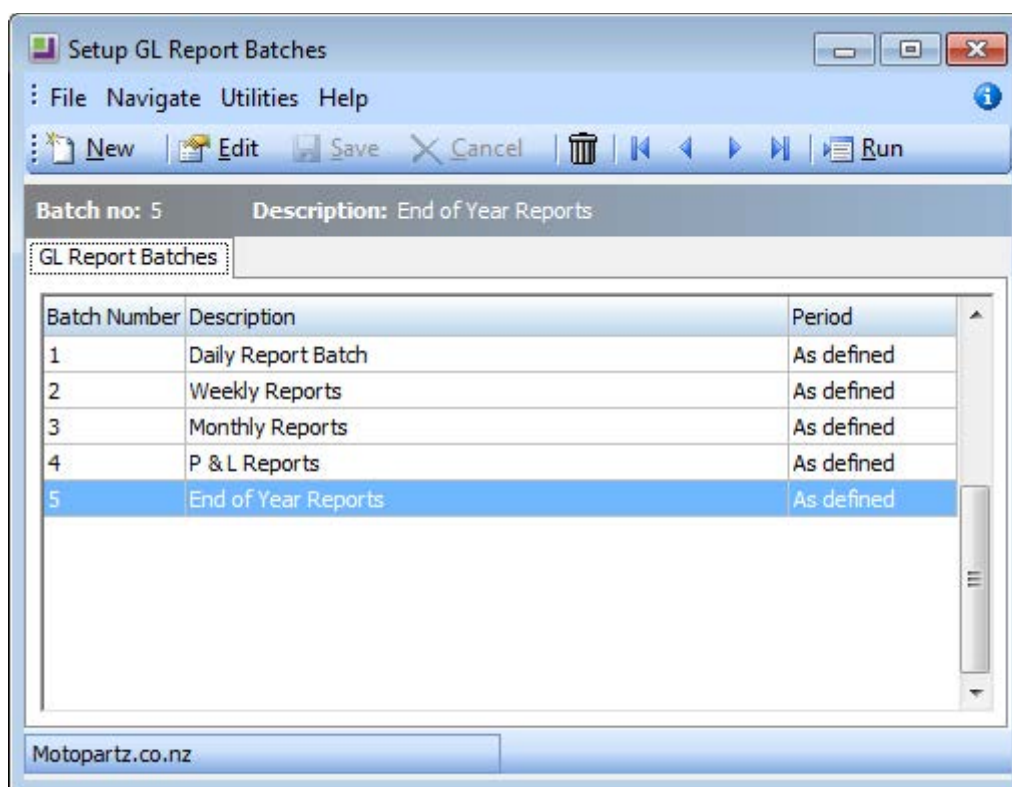 Setup GL Report Batches
File Navigate Utilities Help
New Edit Save Cancel Run
Batch no: 5 Description: End of Year Reports
GL Report Batches
Batch Number Description Period
1 Daily Report Batch As defined
2 Weekly Reports As defined
3 Monthly Reports As defined
4 P & L Reports As defined
5 End of Year Reports As defined
Motopartz.co.nz